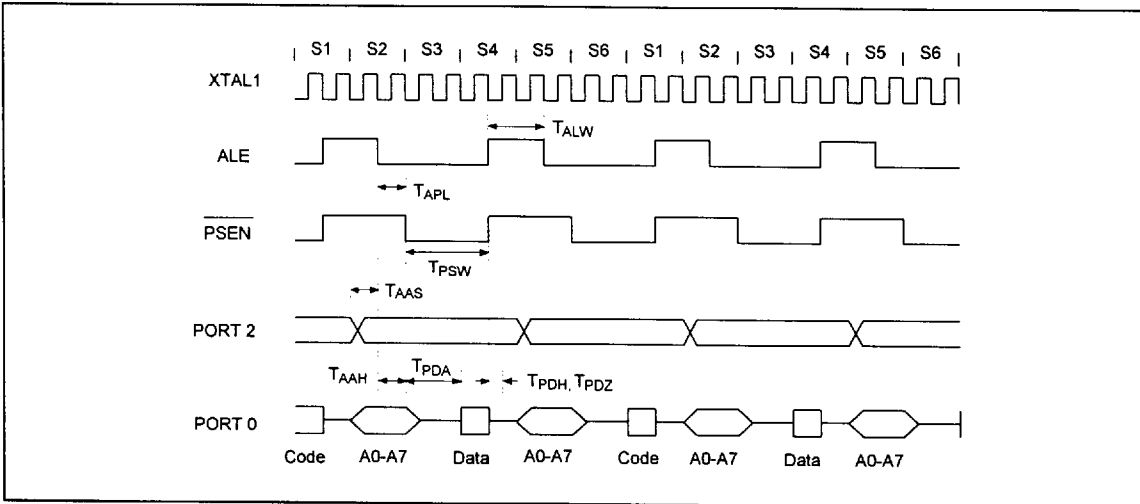 S1 S2 S3 S4 S5 S6 S1 S2 S3 S4 S5 S6
XTAL1
TALW
ALE
TAPL
PSEN
TPSW
TAAS
PORT 2
TAAH TPDA TPDH, TPDZ
PORT 0
Code A0-A7 Data A0-A7 Code A0-A7 Data A0-A7